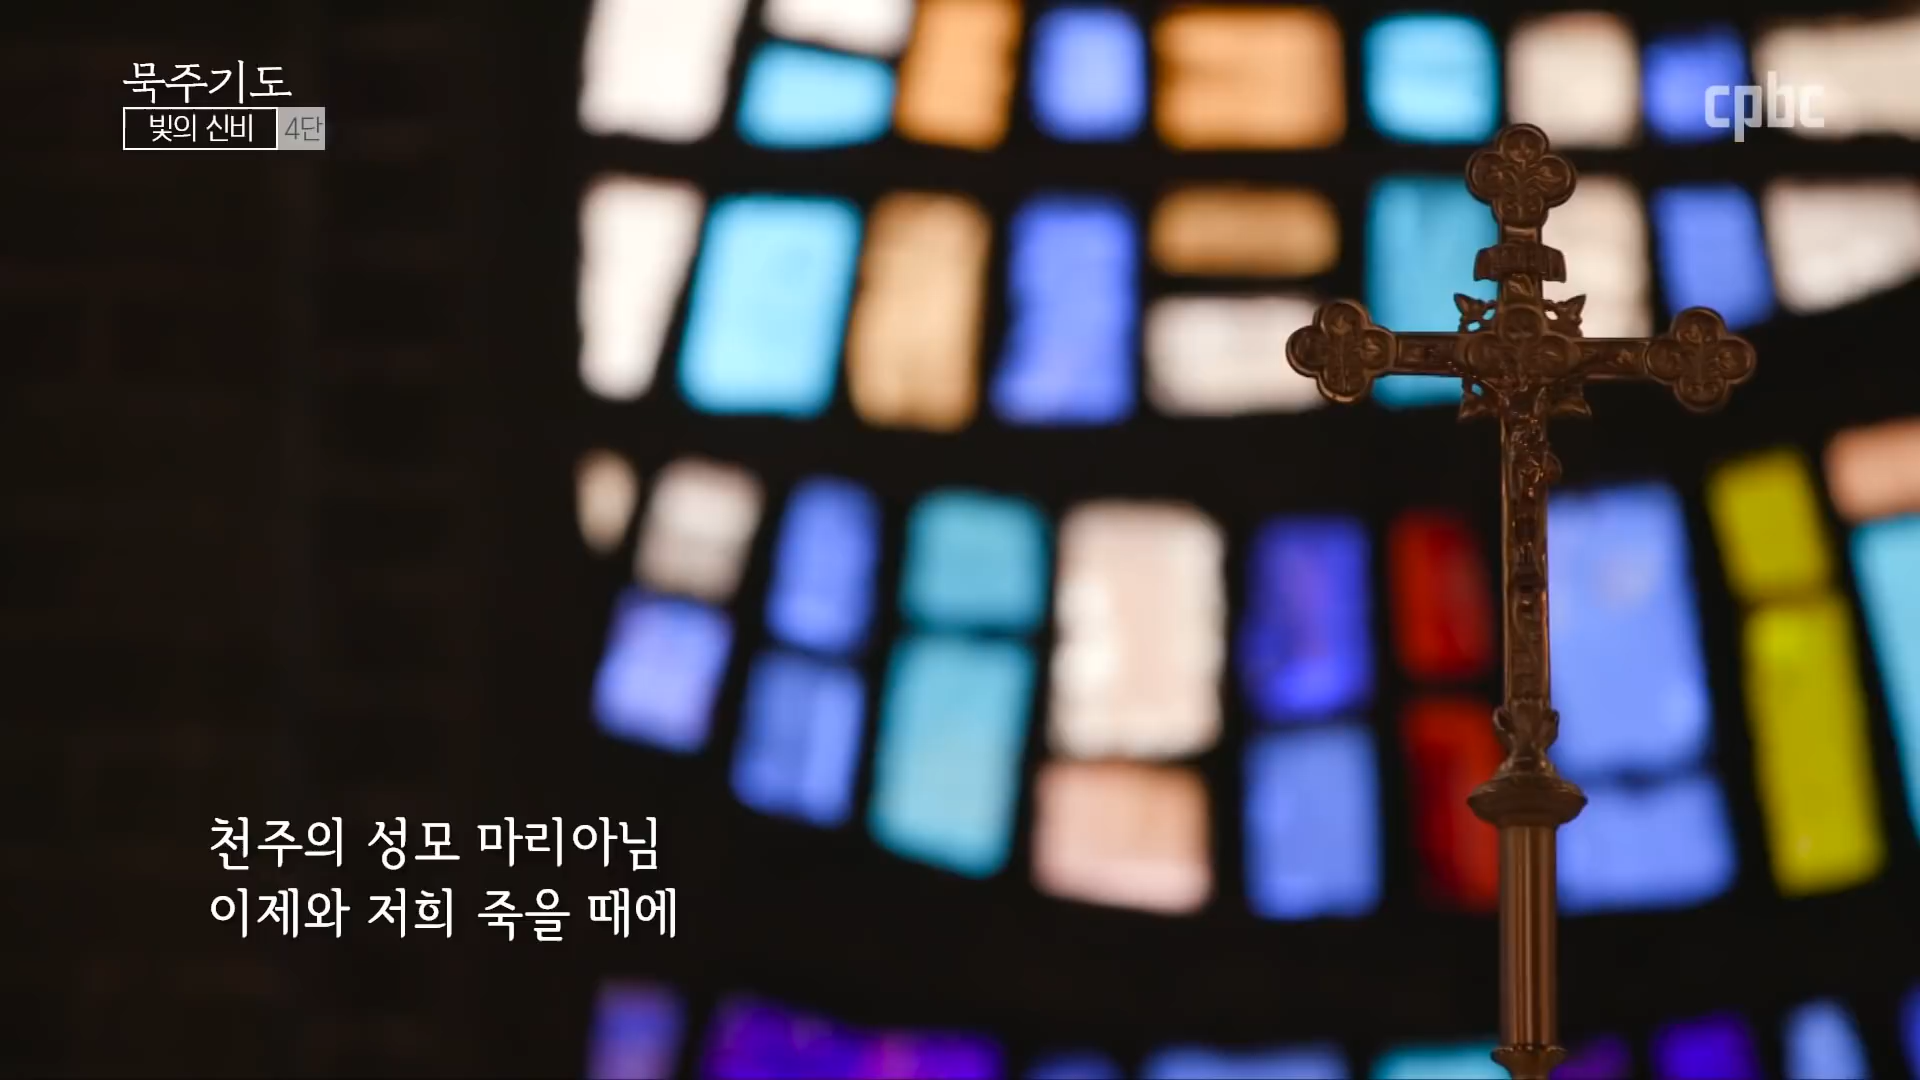 묵주기도
빛의 신비 4단
cpbc
천주의 성모 마리아님
이제와 저희 죽을 때에